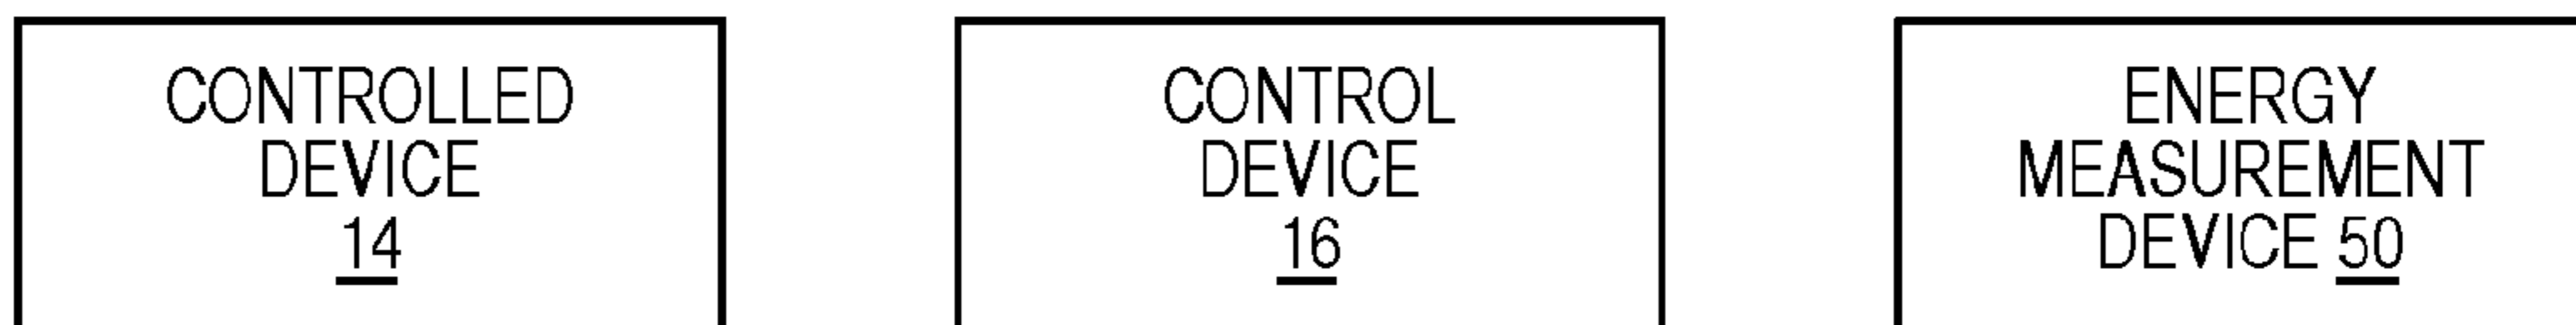 CONTROLLED
DEVICE
14
CONTROL
DEVICE
16
ENERGY
MEASUREMENT
DEVICE 50